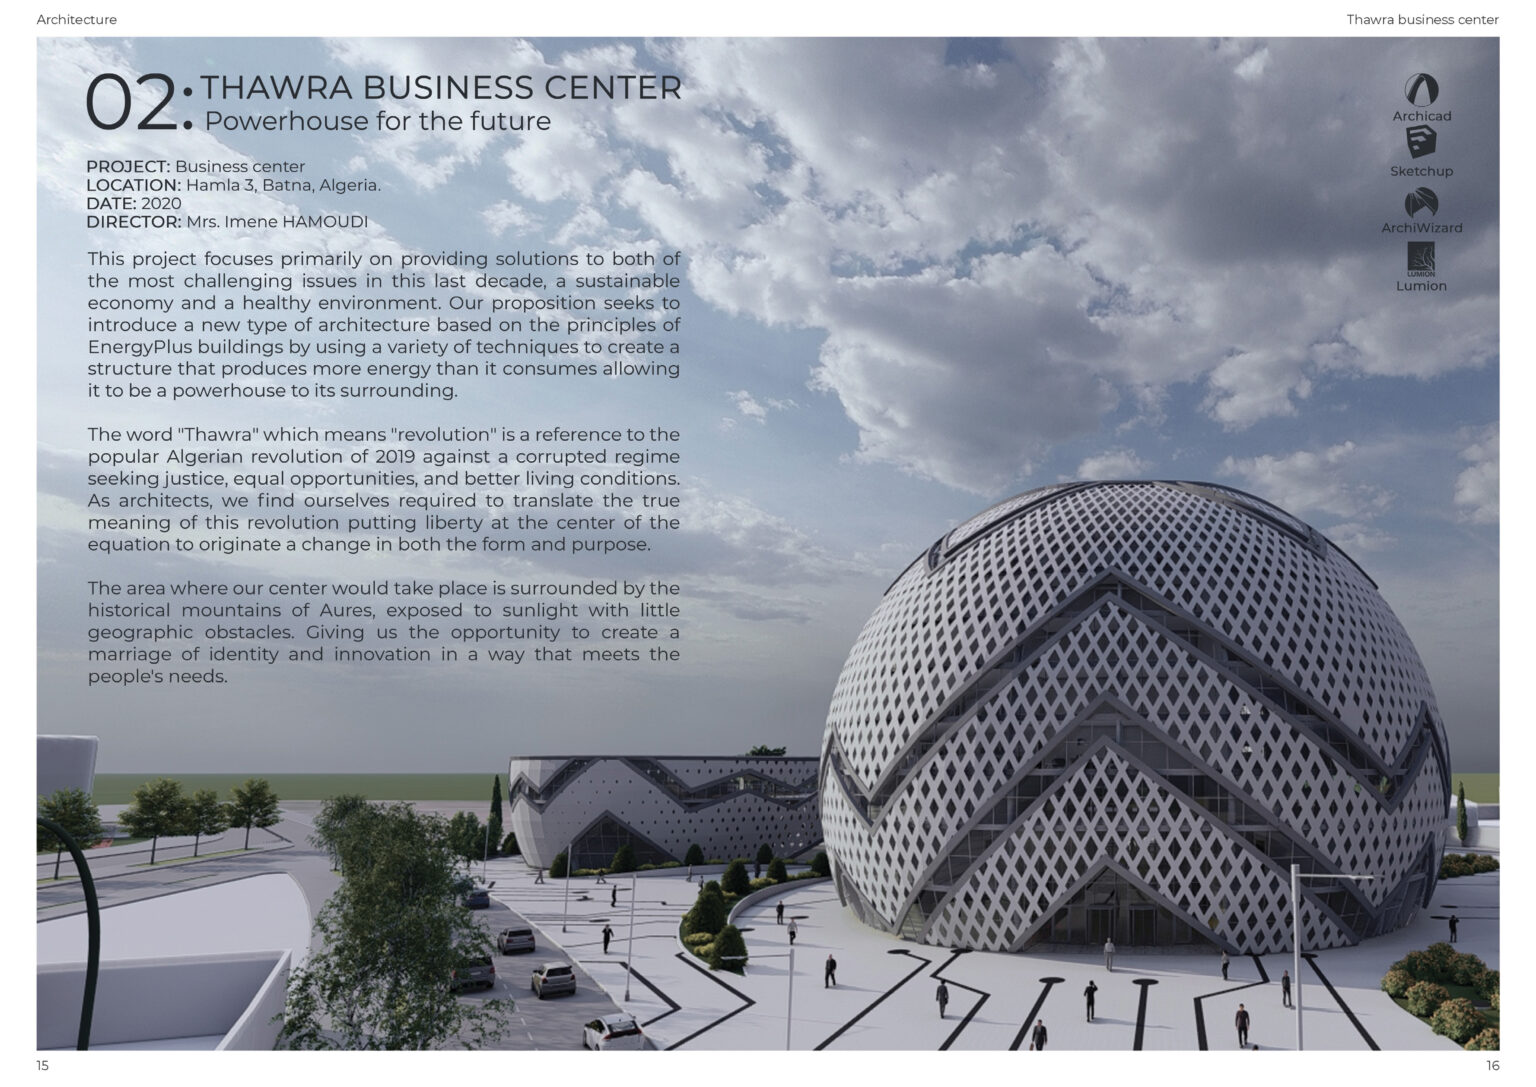 Architecture
Thawra business center
02:
THAWRA BUSINESS CENTER
Powerhouse for the future
PROJECT: Business center
LOCATION: Hamla 3, Batna, Algeria.
DATE: 2020
DIRECTOR: Mrs. Imene HAMOUDI
This project focuses primarily on providing solutions to both of
the most challenging issues in this last decade, a sustainable
economy and a healthy environment. Our proposition seeks to
introduce a new type of architecture based on the principles of
EnergyPlus buildings by using a variety of techniques to create a
structure that produces more energy than it consumes allowing
it to be a powerhouse to its surrounding.
The word "Thawra" which means "revolution" is a reference to the
popular Algerian revolution of 2019 against a corrupted regime
seeking justice, equal opportunities, and better living conditions.
As architects, we find ourselves required to translate the true
meaning of this revolution putting liberty at the center of the
equation to originate a change in both the form and purpose.
The area where our center would take place is surrounded by the
historical mountains of Aures, exposed to sunlight with little
geographic obstacles. Giving us the opportunity to create a
marriage of identity and innovation in a way that meets the
people's needs.
Archicad
Sketchup
ArchiWizard
LUMION
Lumion
15
16